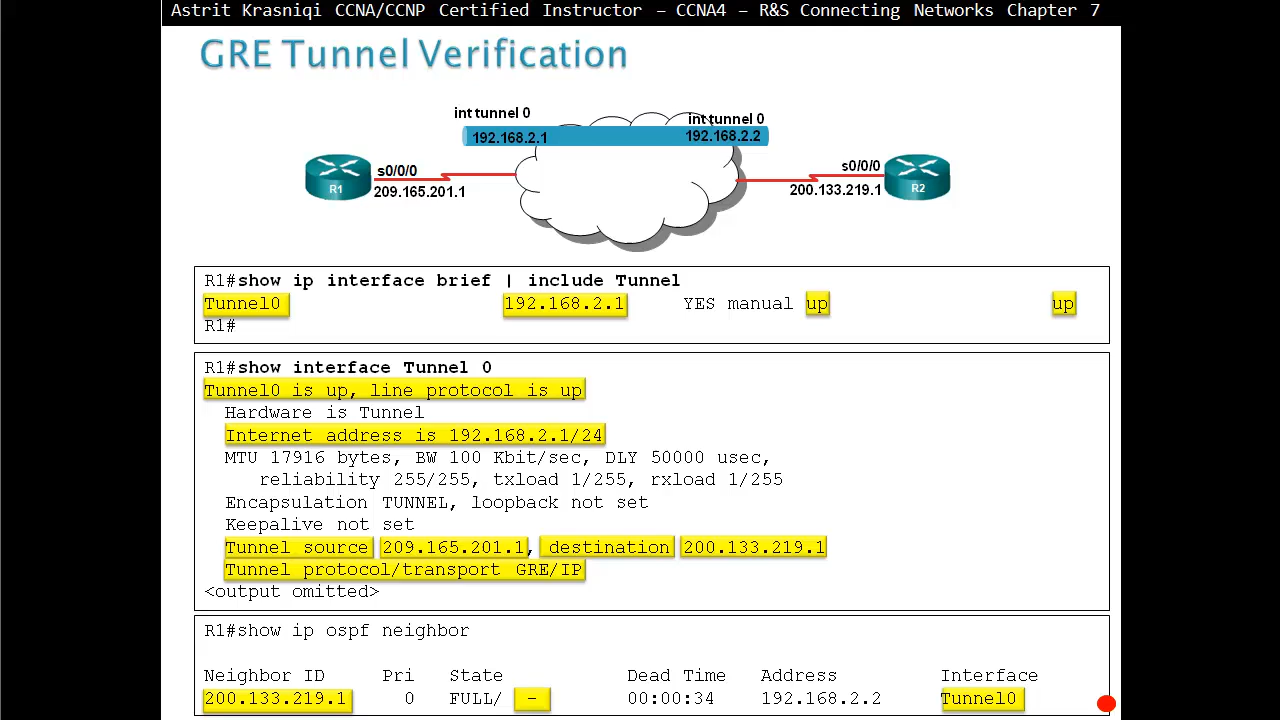 Astrit Krasniqi CCNA/CCNP Certified Instructor – CCNA4 – R&S Connecting Networks Chapter 7
GRE Tunnel Verification
int tunnel 0
int tunnel 0
192.168.2.1
192.168.2.2
s0/0/0
s0/0/0
R1
R2
209.165.201.1
200.133.219.1
R1#show ip interface brief | include Tunnel
Tunnel0 192.168.2.1 YES manual up up
R1#
R1#show interface Tunnel 0
Tunnel0 is up, line protocol is up
Hardware is Tunnel
Internet address is 192.168.2.1/24
MTU 17916 bytes, BW 100 Kbit/sec, DLY 50000 usec,
reliability 255/255, txload 1/255, rxload 1/255
Encapsulation TUNNEL, loopback not set
Keepalive not set
Tunnel source 209.165.201.1, destination 200.133.219.1
Tunnel protocol/transport GRE/IP
<output omitted>
R1#show ip ospf neighbor
Neighbor ID Pri State Dead Time Address Interface
200.133.219.1 0 FULL/ - 00:00:34 192.168.2.2 Tunnel0